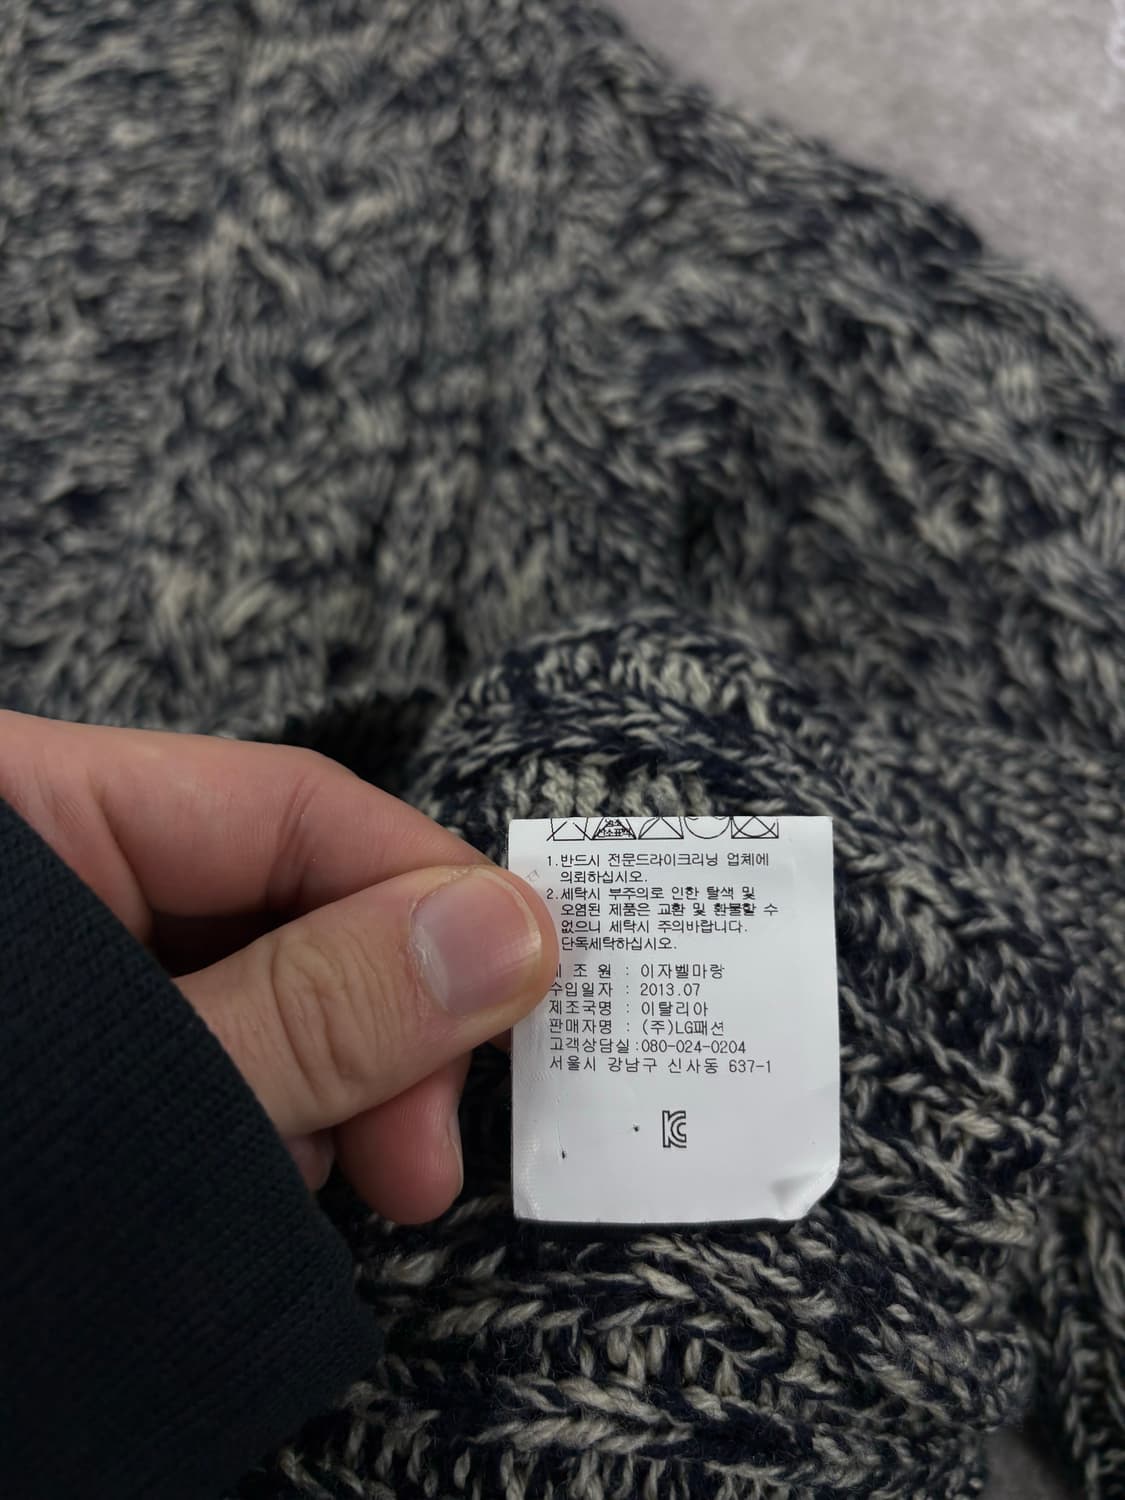 1.반드시 전문드라이크리닝 업체에
의뢰하십시오.
2.세탁시 부주의로 인한 탈색 및
오염된 제품은 교환 및 환불할 수
없으니 세탁시 주의바랍니다.
단독세탁하십시오.
조 원 : 이자벨마랑
수입일자 : 2013.07
제조국명 : 이탈리아
판매자명 : (주)LG패션
고객상담실:080-024-0204
서울시 강남구 신사동 637-1